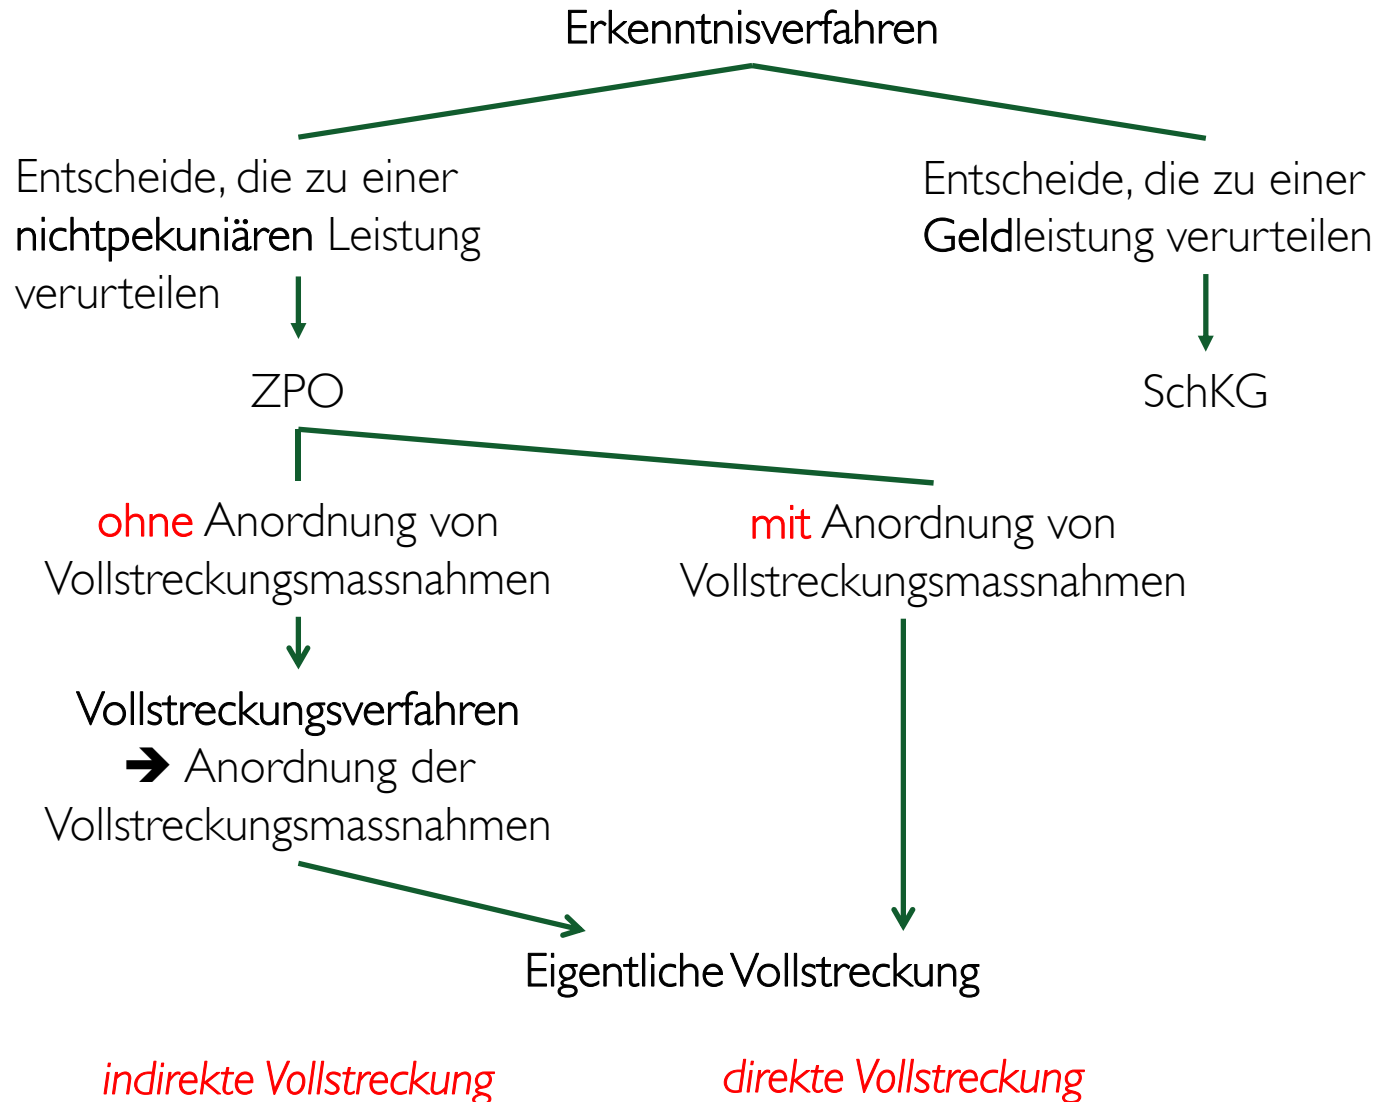 Erkenntnisverfahren
Entscheide, die zu einer
nichtpekuniären Leistung
verurteilen
Entscheide, die zu einer
Geldleistung verurteilen
ZPO
SchKG
ohne Anordnung von
Vollstreckungsmassnahmen
mit Anordnung von
Vollstreckungsmassnahmen
Vollstreckungsverfahren
➔ Anordnung der
Vollstreckungsmassnahmen
Eigentliche Vollstreckung
indirekte Vollstreckung
direkte Vollstreckung